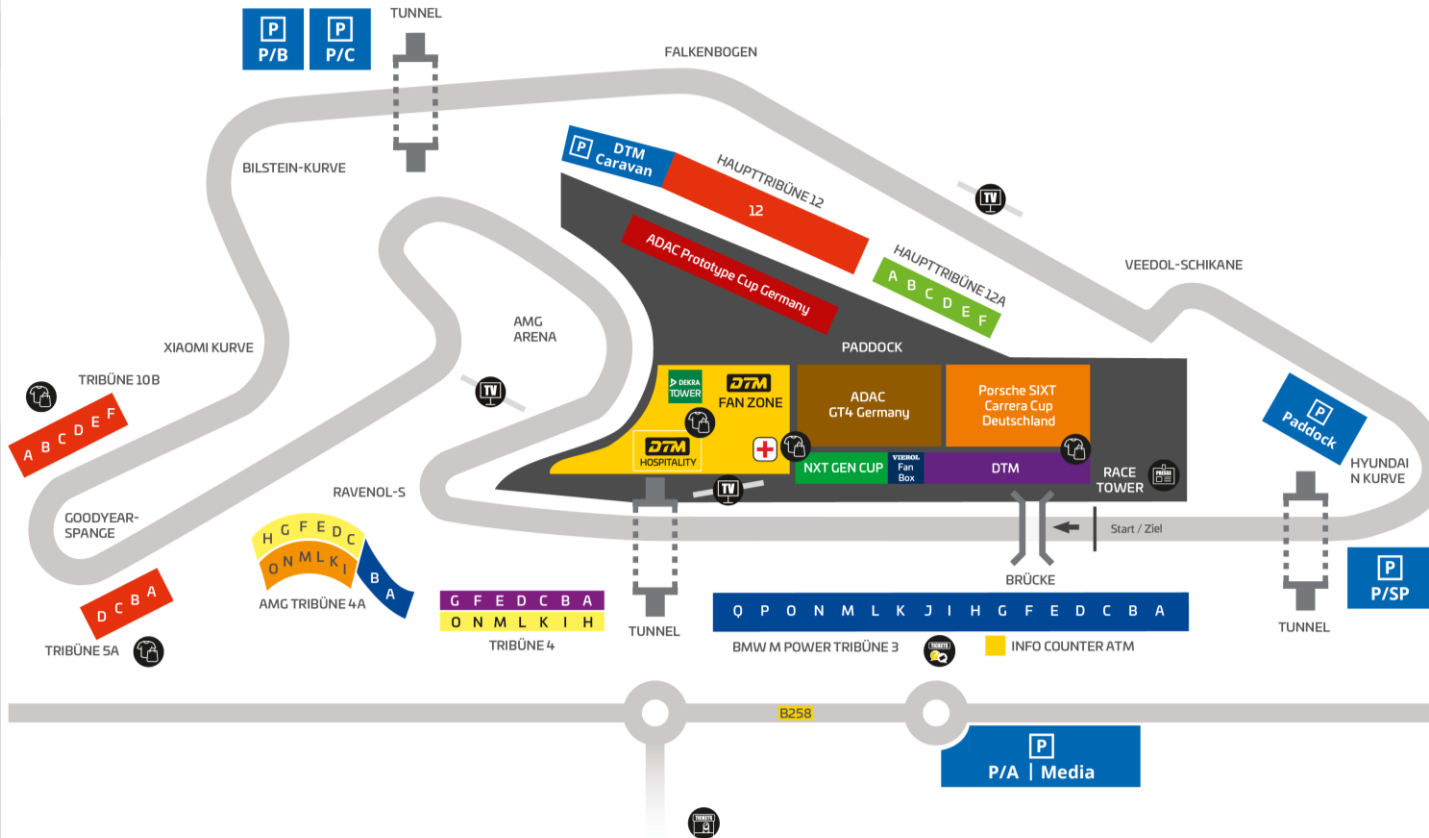 TUNNEL
P
P/B
P
P/C
FALKENBOGEN
BILSTEIN-KURVE
P
DTM
Caravan
HAUPTTRIBÜNE 12
12
TV
ADAC Prototype Cup Germany
HAUPTTRIBÜNE 12A
A B C D E F
VEEDOL-SCHIKANE
AMG
ARENA
XIAOMI KURVE
PADDOCK
TRIBÜNE 10B
A B C D E F
TV
DEKRA
TOWER
DTM
FAN ZONE
ADAC
GT4 Germany
Porsche SIXT
Carrera Cup
Deutschland
P
Paddock
DTM
HOSPITALITY
NXT GEN CUP
VIEROL
Fan
Box
DTM
RACE
TOWER
PRESSE
HYUNDAI
N KURVE
RAVENOL-S
TV
GOODYEAR-
SPANGE
Start / Ziel
H G F E D C
O N M L K I
B A
AMG TRIBÜNE 4A
BRÜCKE
P
P/SP
D C B A
TRIBÜNE 5A
G F E D C B A
O N M L K I H
TRIBÜNE 4
TUNNEL
Q P O N M L K J I H G F E D C B A
BMW M POWER TRIBÜNE 3
TICKETS
INFO COUNTER ATM
TUNNEL
B258
P
P/A | Media
TICKETS